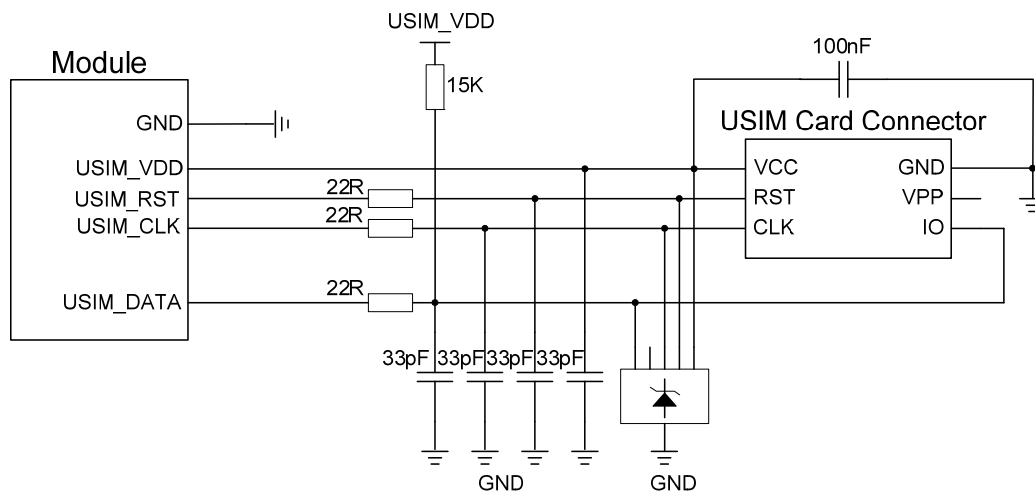 USIM_VDD
15K
100nF
Module
USIM Card Connector
GND
USIM_VDD
USIM_RST
USIM_CLK
USIM_DATA
22R
22R
22R
VCC
RST
CLK
GND
VPP
IO
33pF 33pF 33pF 33pF
GND
GND